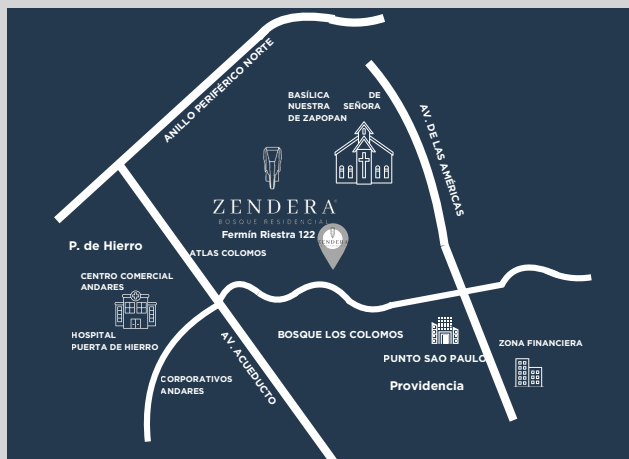 ANILLO PERIFÉRICO NORTE
BASÍLICA DE
NUESTRA SEÑORA
DE ZAPOPAN
AV. DE LAS AMÉRICAS
ZENDERA
BOSQUE RESIDENCIAL
Fermín Riestra 122
ZENDERA
P. de Hierro
ATLAS COLOMOS
CENTRO COMERCIAL
ANDARES
HOSPITAL
PUERTA DE HIERRO
BOSQUE LOS COLOMOS
AV. ACUEDUCTO
ZONA FINANCIERA
PUNTO SAO PAULO
CORPORATIVOS
ANDARES
Providencia